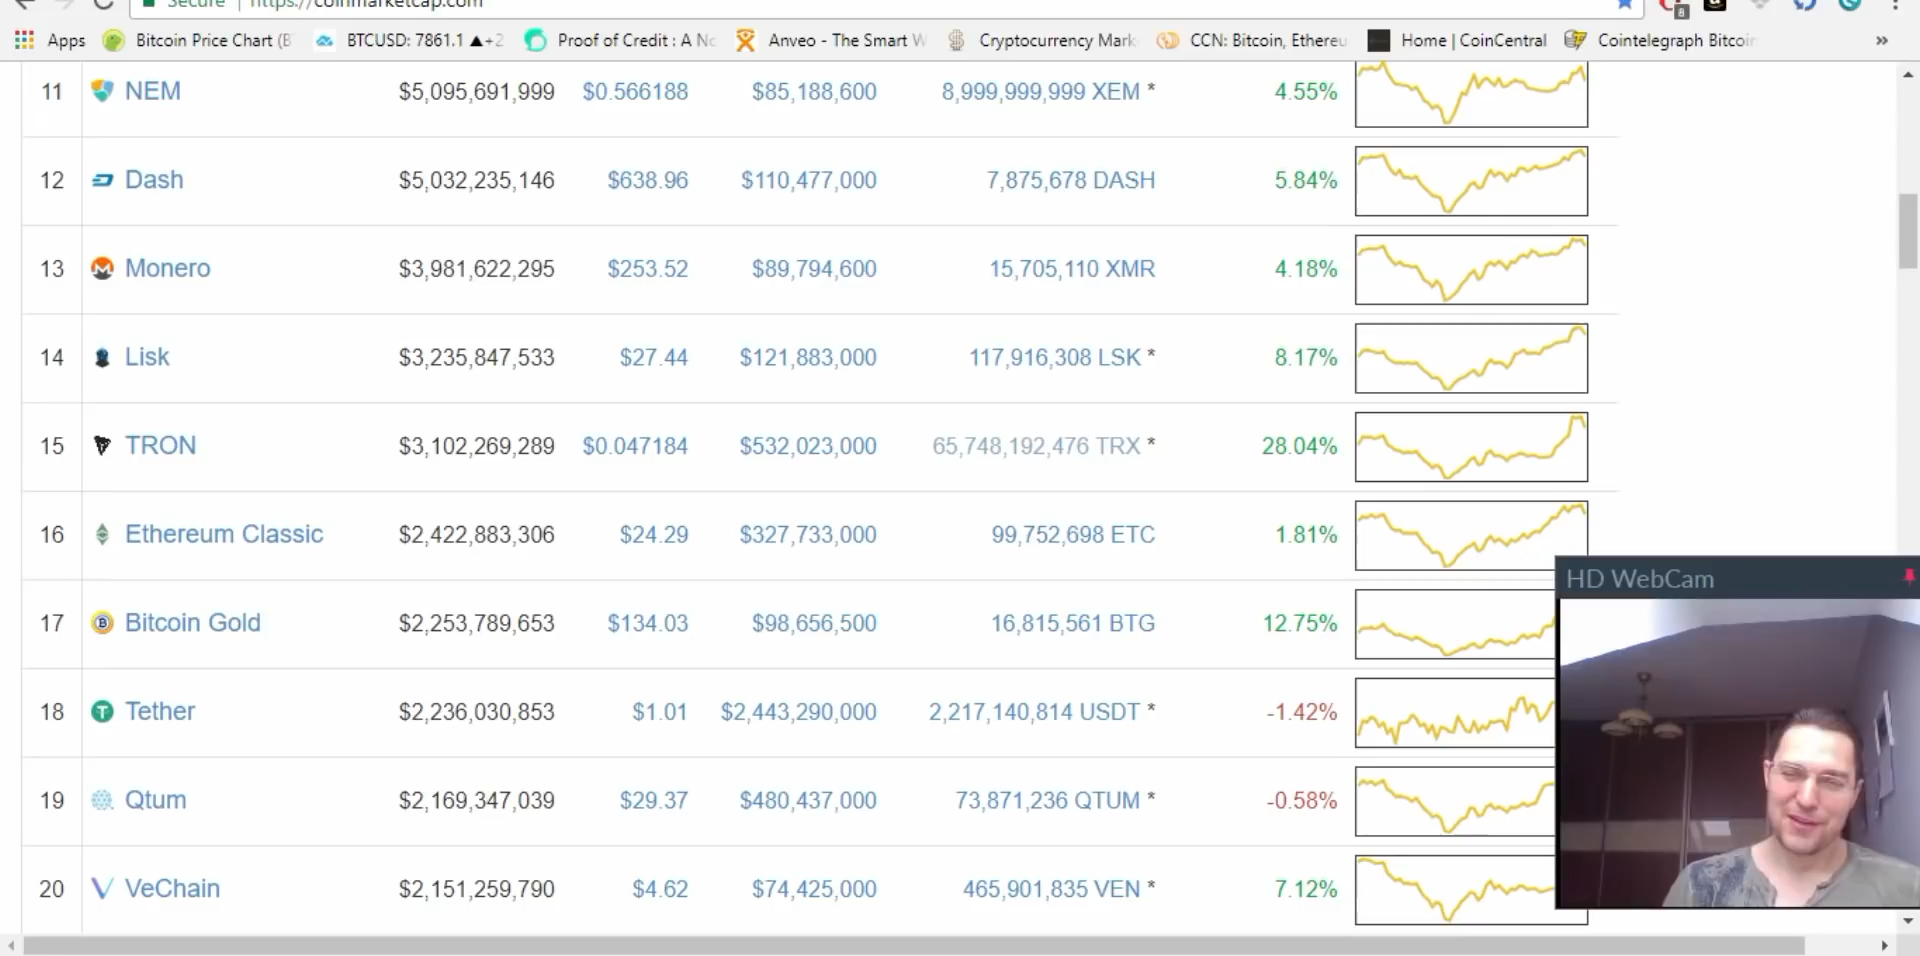 Secure | https://coinmarketcap.com
8
Apps Bitcoin Price Chart (B BTCUSD: 7861.1 ▲+2 Proof of Credit : A No Anveo - The Smart W Cryptocurrency Mark CCN: Bitcoin, Ethereu Home | CoinCentral Cointelegraph Bitcoin »
11 NEM $5,095,691,999 $0.566188 $85,188,600 8,999,999,999 XEM * 4.55%
12 Dash $5,032,235,146 $638.96 $110,477,000 7,875,678 DASH 5.84%
13 Monero $3,981,622,295 $253.52 $89,794,600 15,705,110 XMR 4.18%
14 Lisk $3,235,847,533 $27.44 $121,883,000 117,916,308 LSK * 8.17%
15 TRON $3,102,269,289 $0.047184 $532,023,000 65,748,192,476 TRX * 28.04%
16 Ethereum Classic $2,422,883,306 $24.29 $327,733,000 99,752,698 ETC 1.81%
17 Bitcoin Gold $2,253,789,653 $134.03 $98,656,500 16,815,561 BTG 12.75%
18 Tether $2,236,030,853 $1.01 $2,443,290,000 2,217,140,814 USDT * -1.42%
19 Qtum $2,169,347,039 $29.37 $480,437,000 73,871,236 QTUM * -0.58%
20 VeChain $2,151,259,790 $4.62 $74,425,000 465,901,835 VEN * 7.12%
HD WebCam